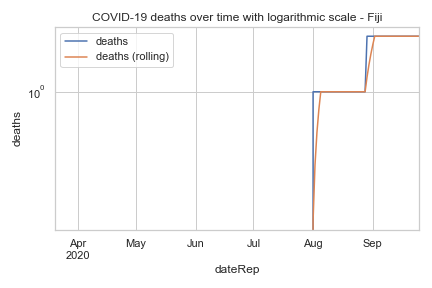 COVID-19 deaths over time with logarithmic scale - Fiji
deaths
deaths (rolling)
10⁰
deaths
Apr May Jun Jul Aug Sep
2020
dateRep